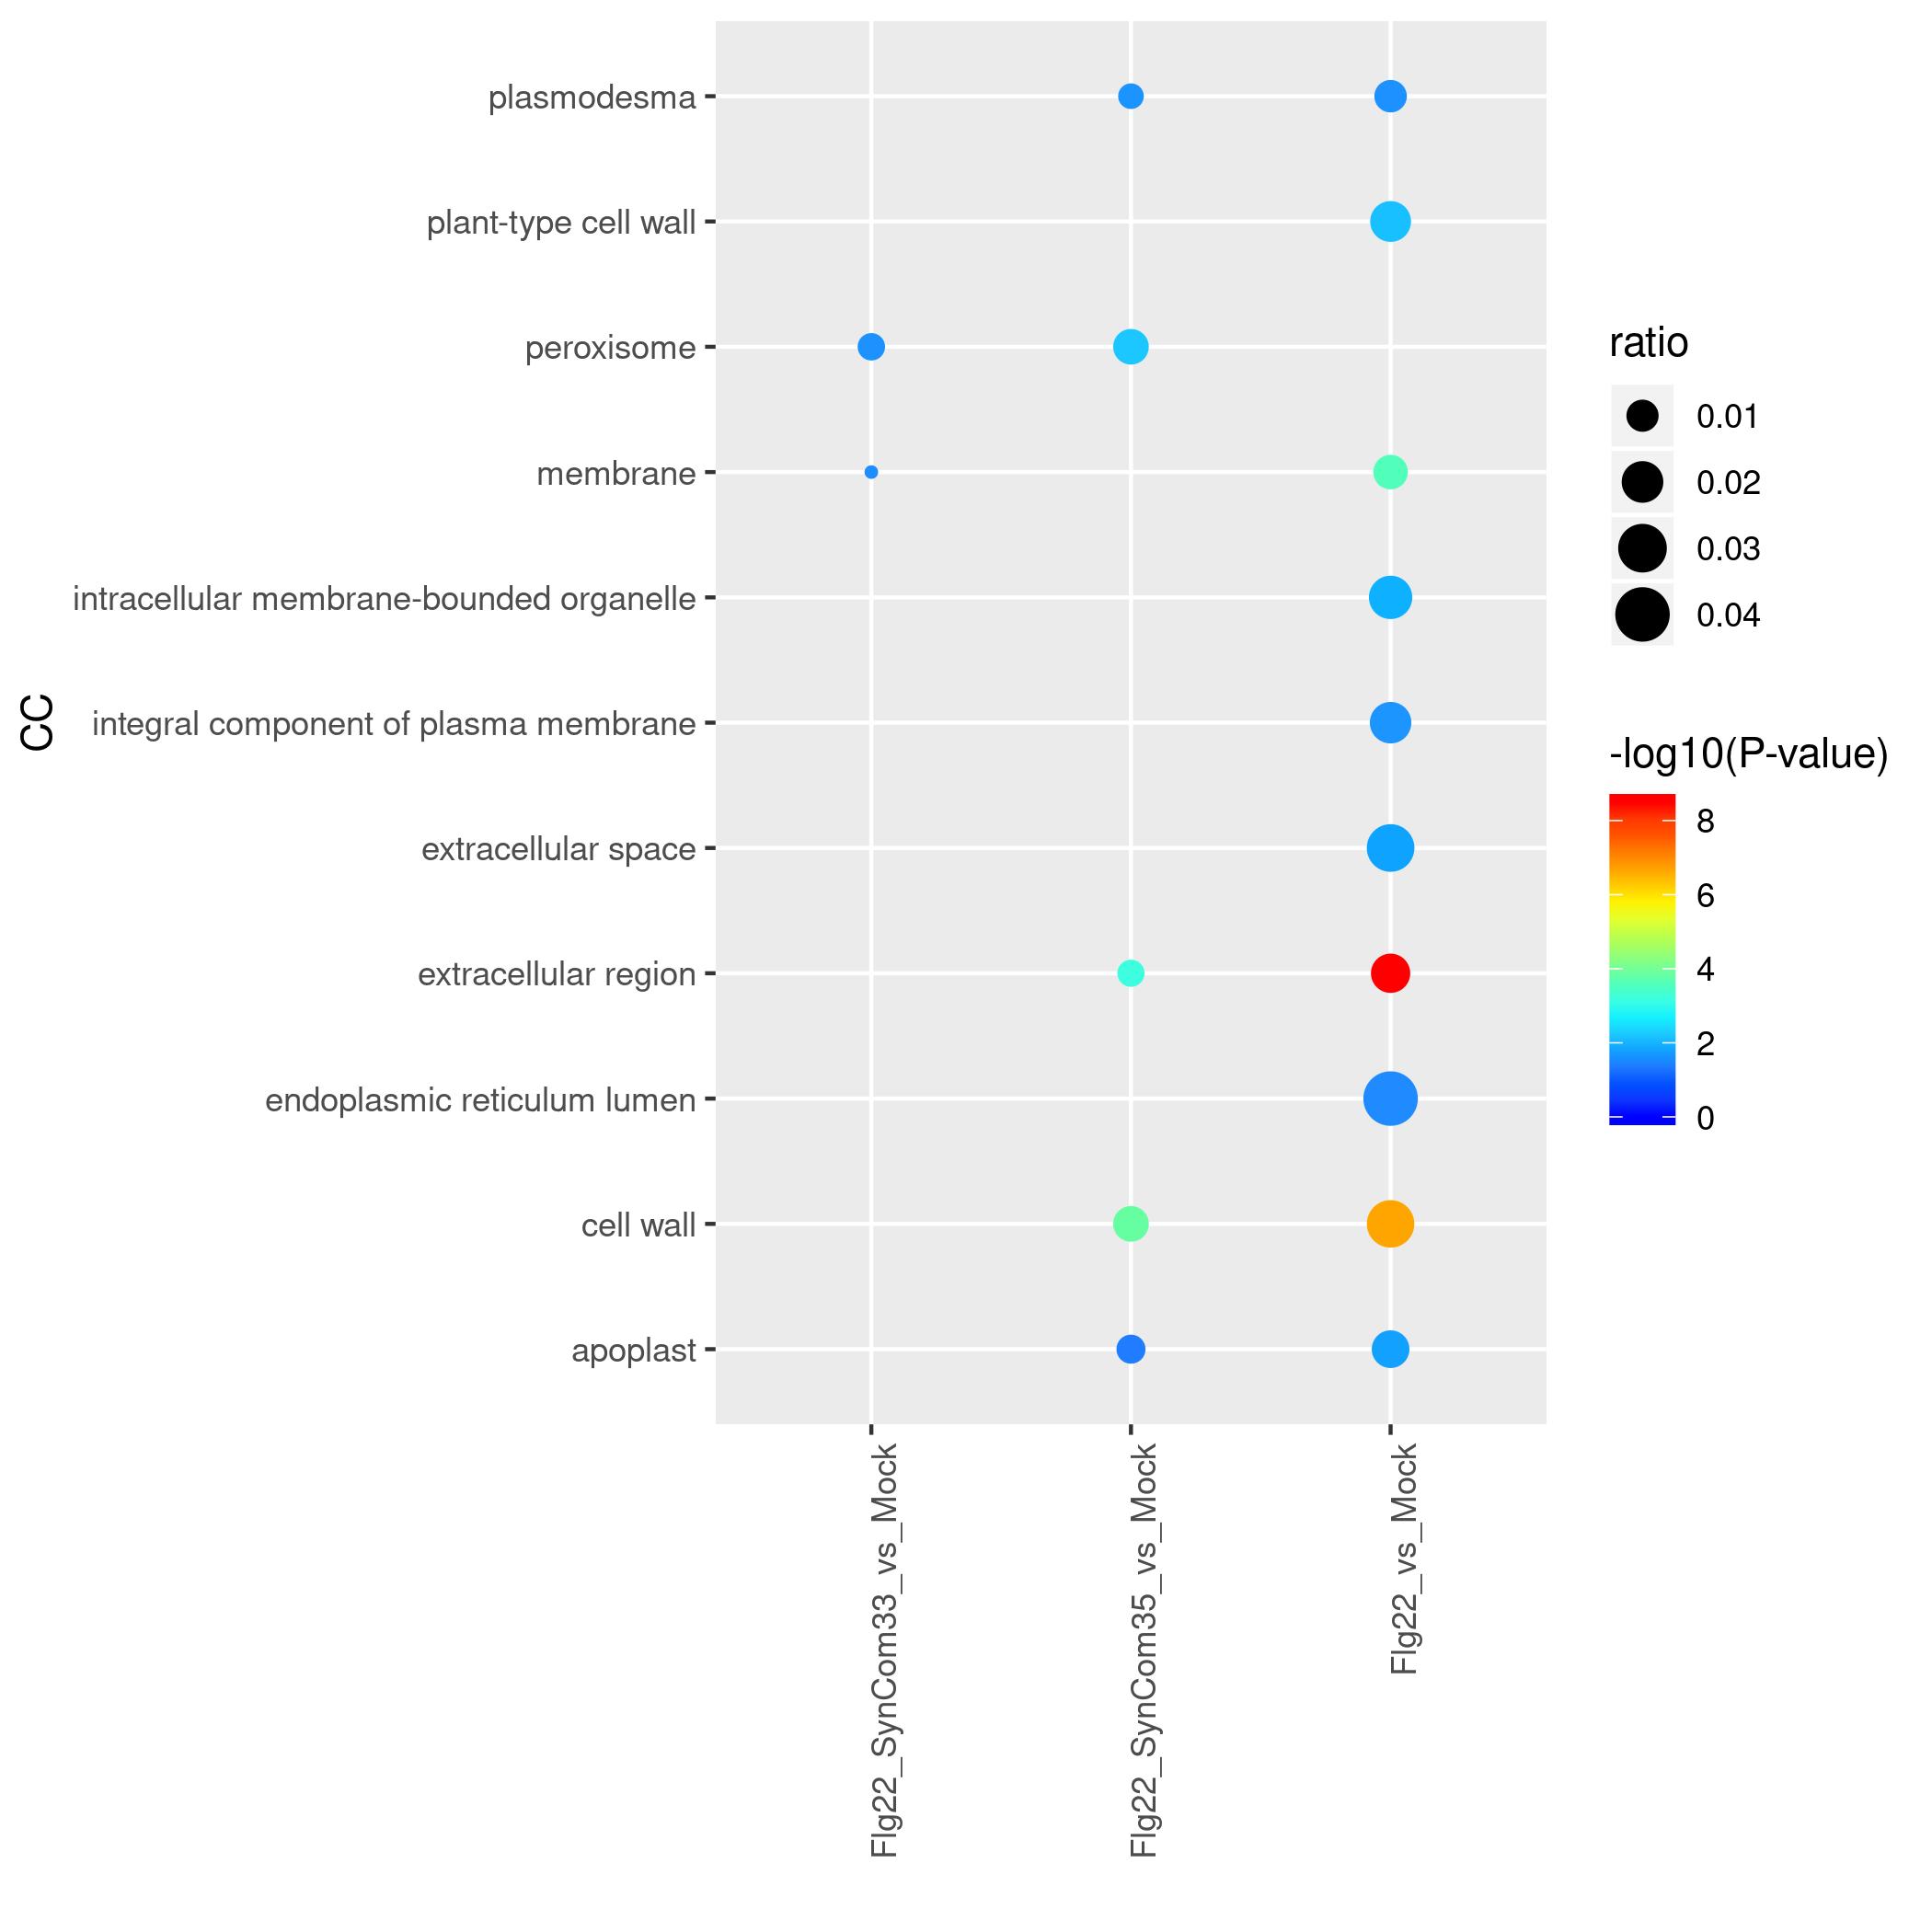 plasmodesma
plant-type cell wall
peroxisome
membrane
intracellular membrane-bounded organelle
integral component of plasma membrane
extracellular space
extracellular region
endoplasmic reticulum lumen
cell wall
apoplast
CC
Flg22_SynCom33_vs_Mock
Flg22_SynCom35_vs_Mock
Flg22_vs_Mock
ratio
0.01
0.02
0.03
0.04
-log10(P-value)
8
6
4
2
0